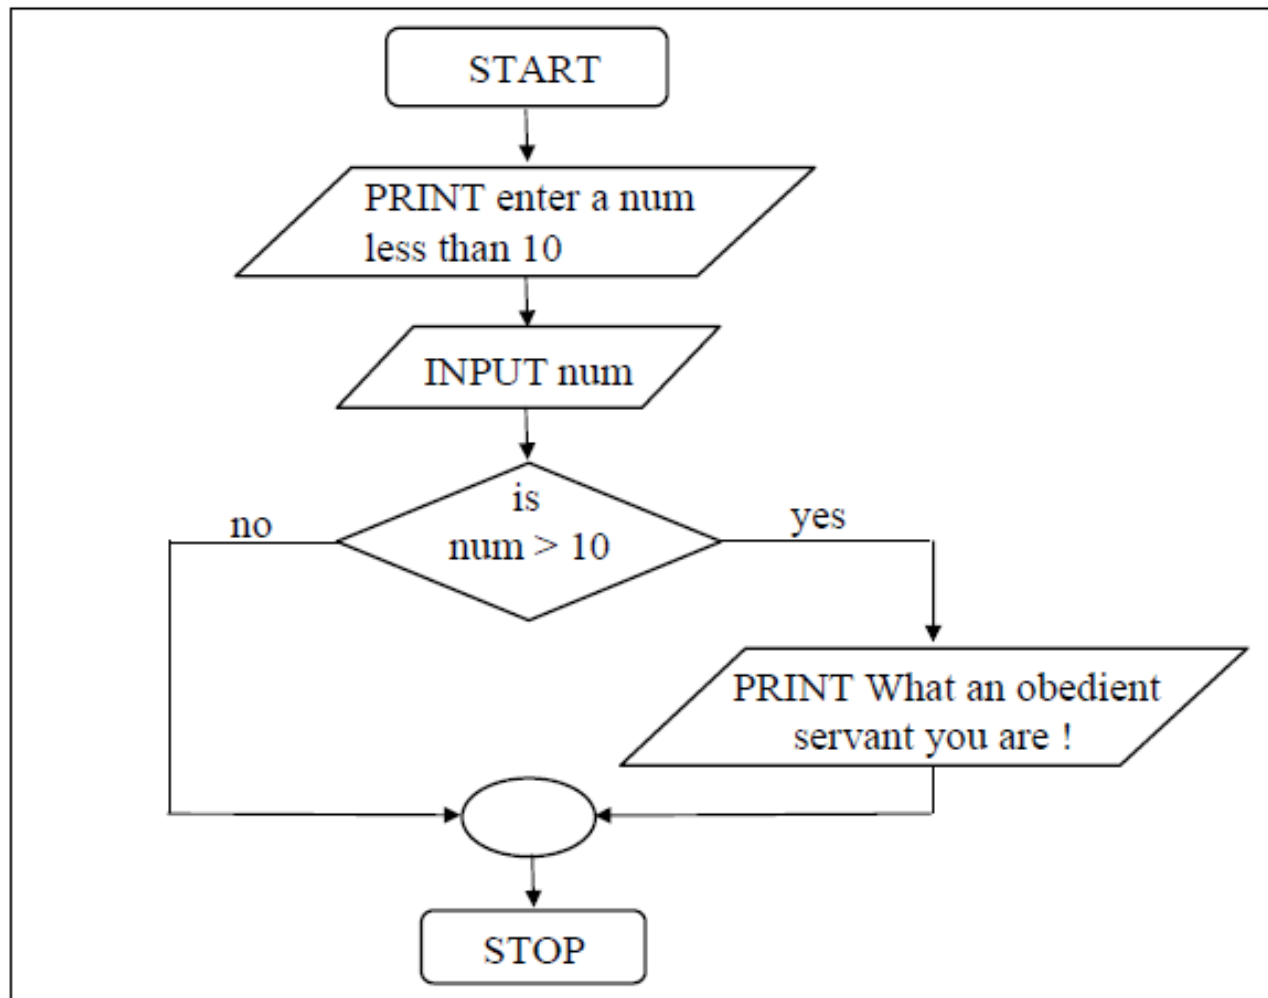 START
PRINT enter a num
less than 10
INPUT num
is
num > 10
no
yes
PRINT What an obedient
servant you are !
STOP